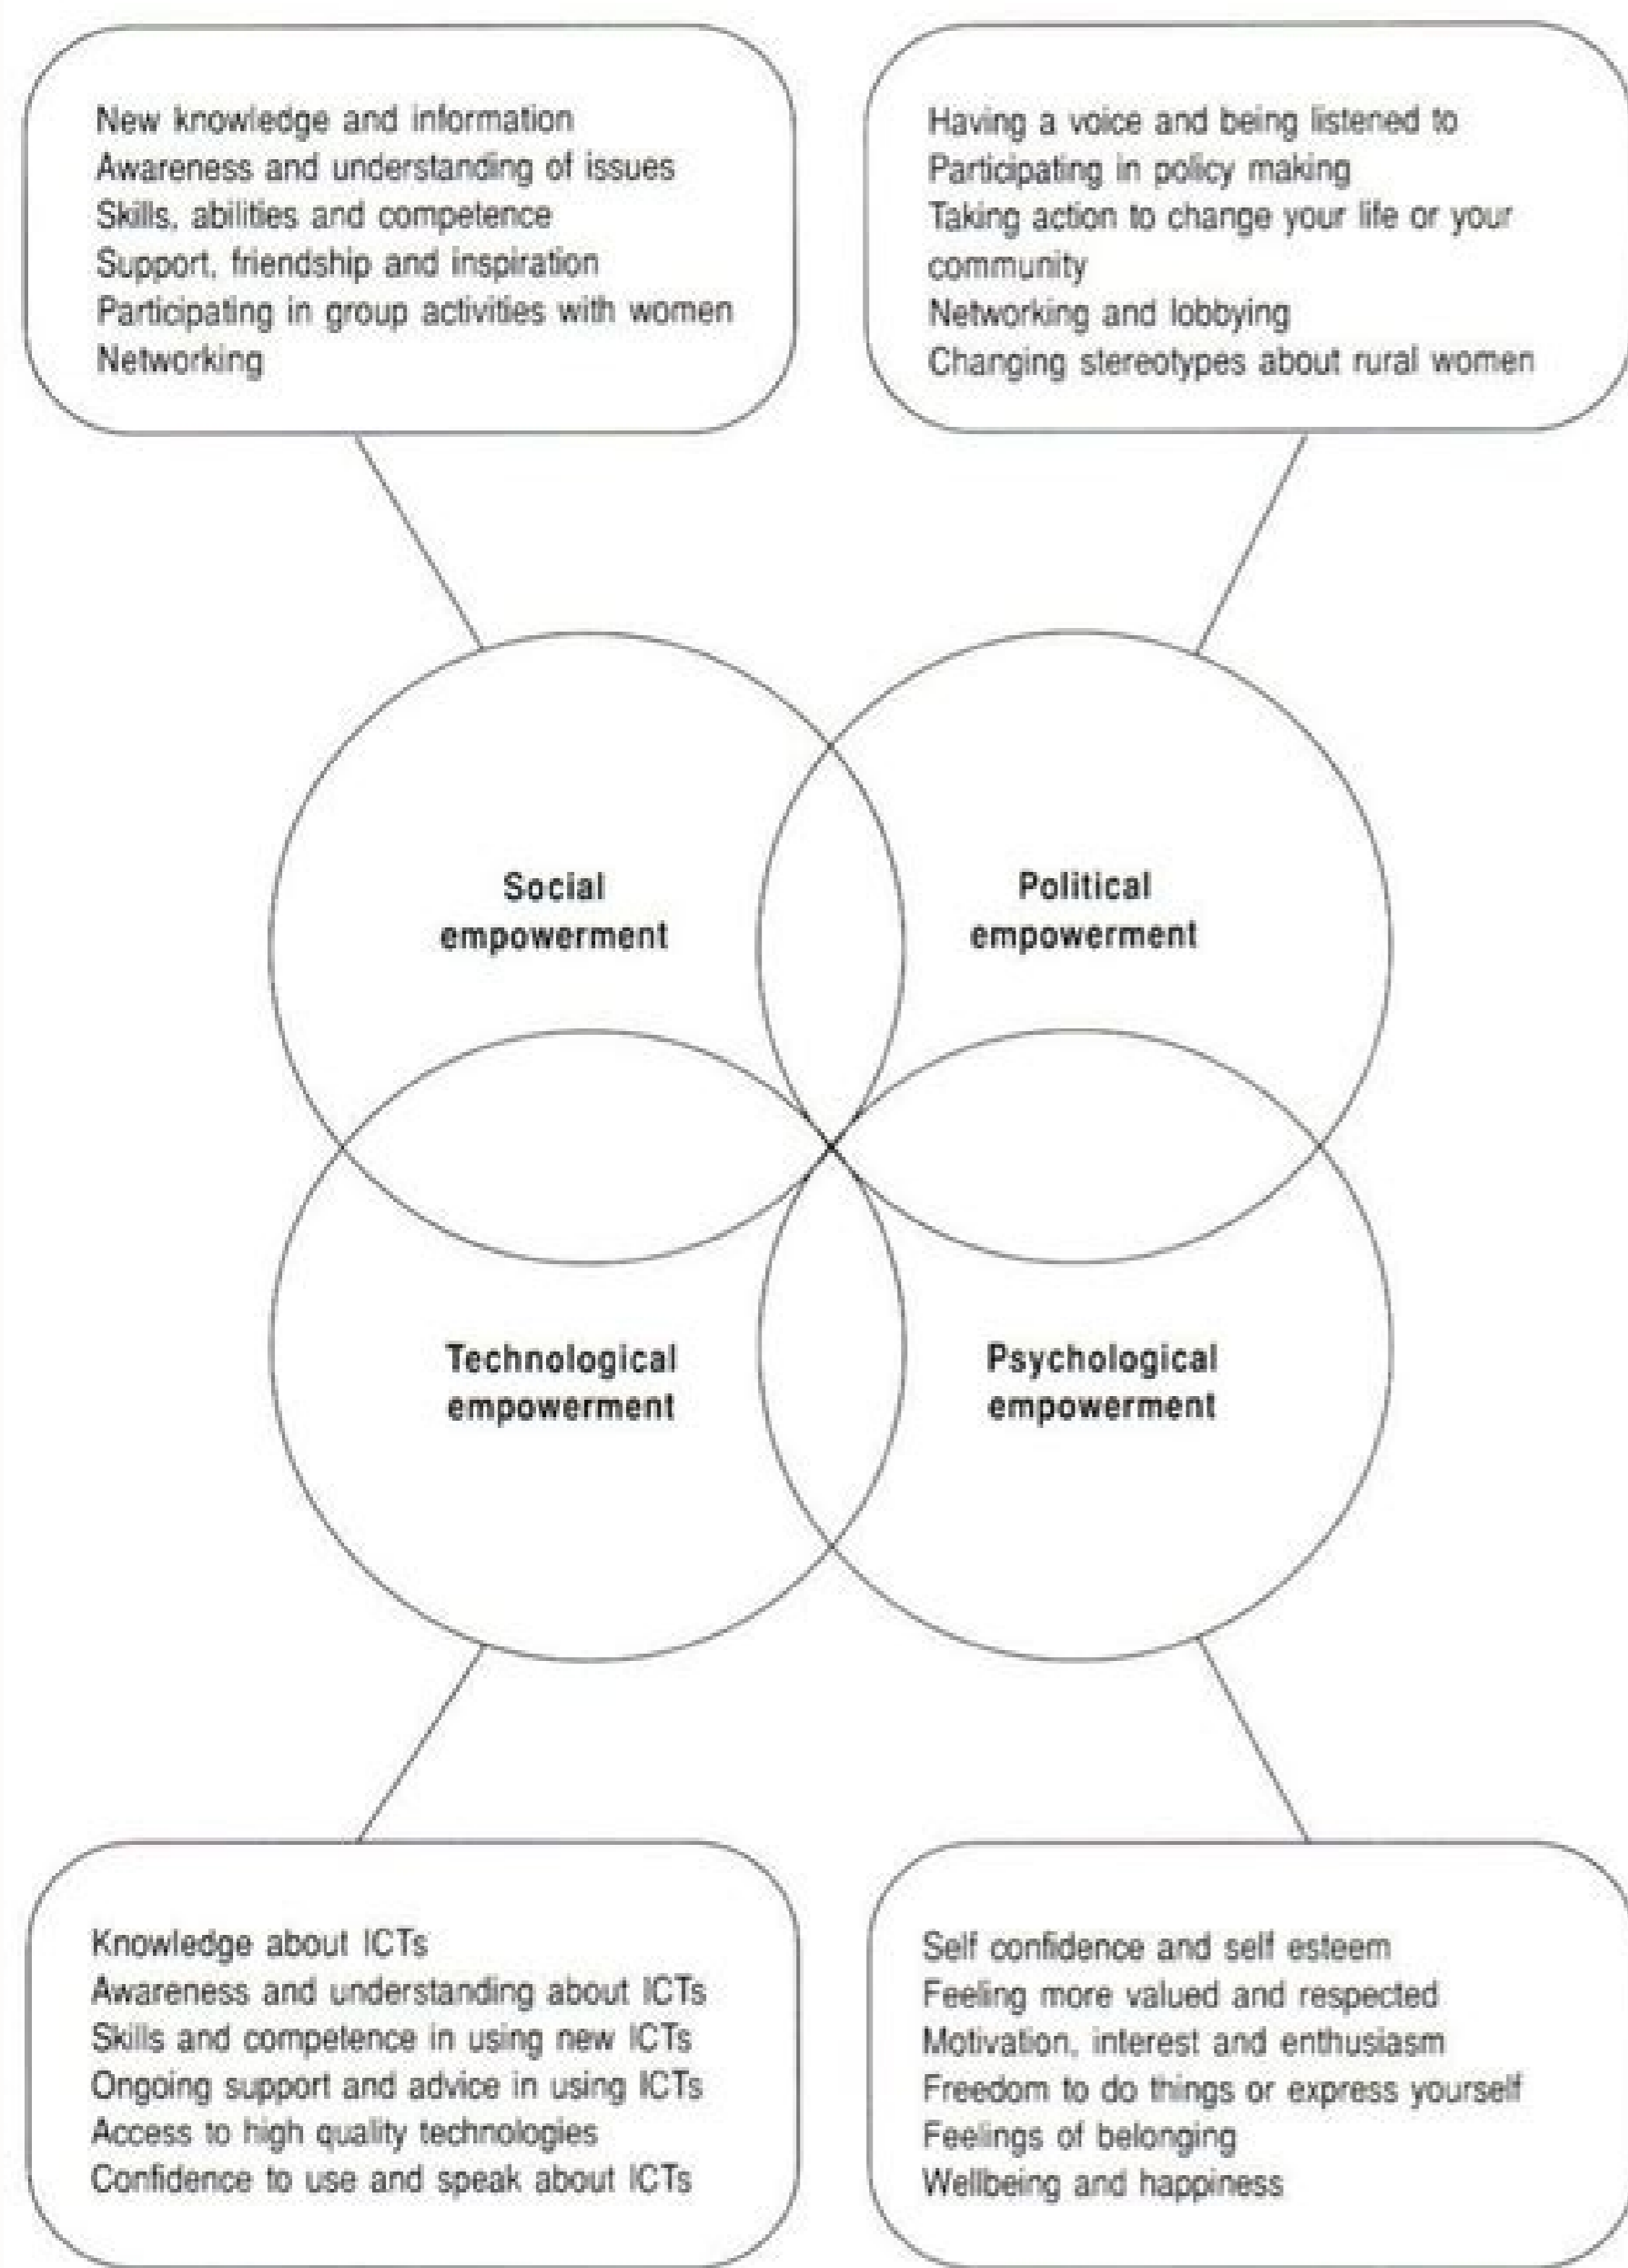 New knowledge and information
Awareness and understanding of issues
Skills, abilities and competence
Support, friendship and inspiration
Participating in group activities with women
Networking
Having a voice and being listened to
Participating in policy making
Taking action to change your life or your
community
Networking and lobbying
Changing stereotypes about rural women
Social
empowerment
Political
empowerment
Technological
empowerment
Psychological
empowerment
Knowledge about ICTs
Awareness and understanding about ICTs
Skills and competence in using new ICTs
Ongoing support and advice in using ICTs
Access to high quality technologies
Confidence to use and speak about ICTs
Self confidence and self esteem
Feeling more valued and respected
Motivation, interest and enthusiasm
Freedom to do things or express yourself
Feelings of belonging
Wellbeing and happiness